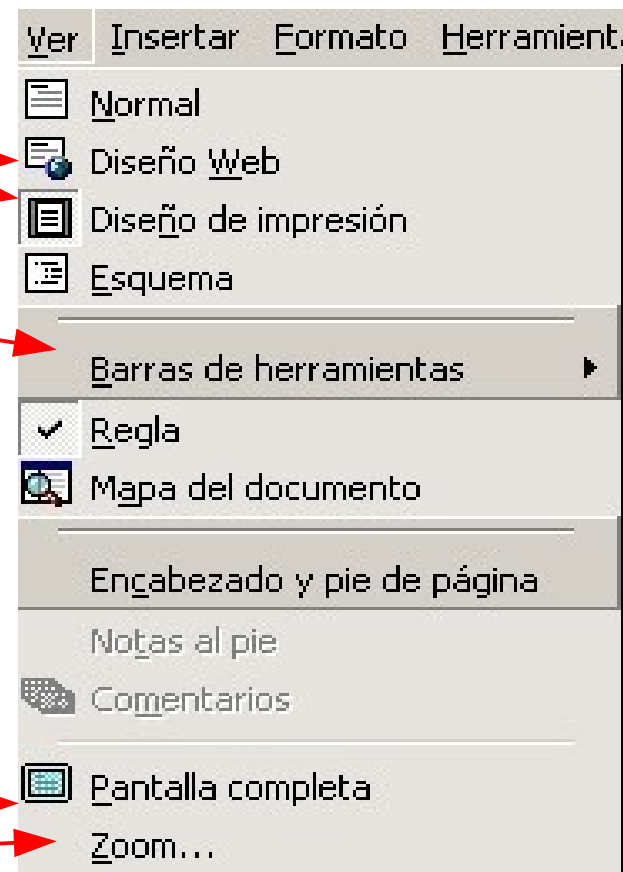 Ver Insertar Formato Herramient
Normal
Diseño Web
Diseño de impresión
Esquema
Barras de herramientas
Regla
Mapa del documento
Encabezado y pie de página
Notas al pie
Comentarios
Pantalla completa
Zoom...